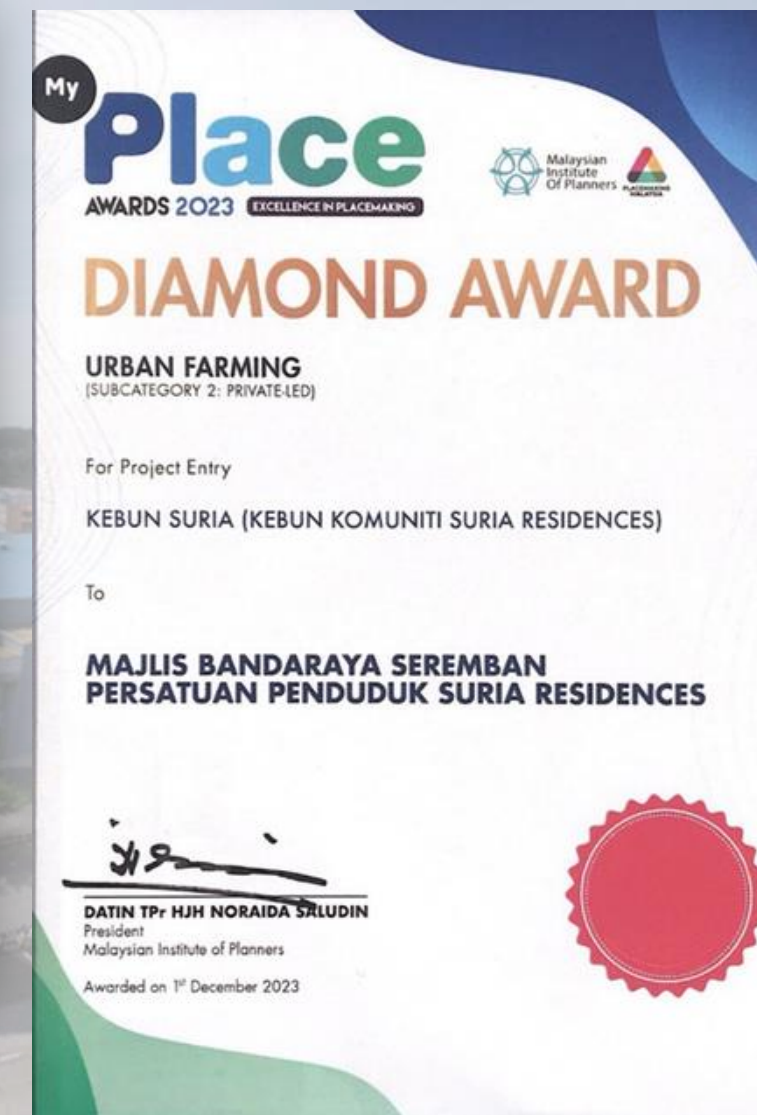 My
Place
AWARDS 2023 EXCELLENCE IN PLACEMAKING
Malaysian
Institute
Of Planners
PLACEMAKING
MALAYSIA
DIAMOND AWARD
URBAN FARMING
(SUBCATEGORY 2: PRIVATE-LED)
For Project Entry
KEBUN SURIA (KEBUN KOMUNITI SURIA RESIDENCES)
To
MAJLIS BANDARAYA SEREMBAN
PERSATUAN PENDUDUK SURIA RESIDENCES
DATIN TPr HJH NORAIDA SALUDIN
President
Malaysian Institute of Planners
Awarded on 1st December 2023